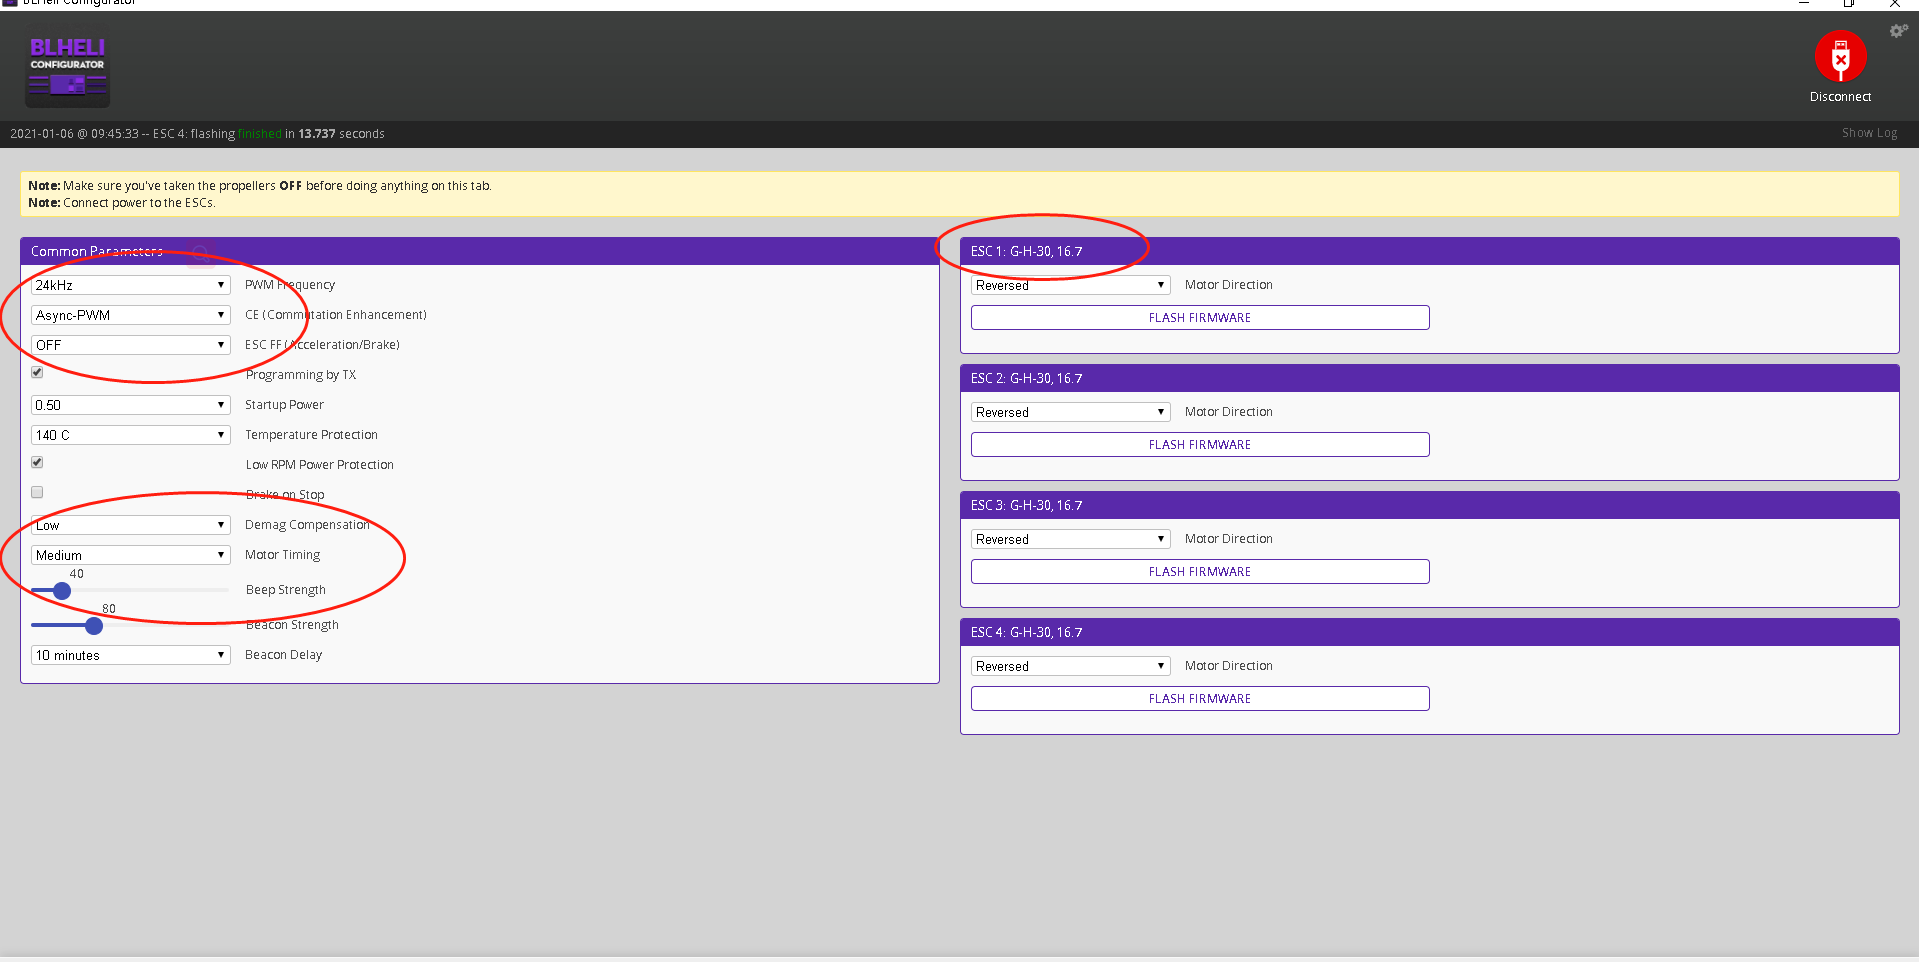 BLHeli Configurator
BLHELI
CONFIGURATOR
Disconnect
2021-01-06 @ 09:45:33 -- ESC 4: flashing finished in 13.737 seconds
Show Log
Note: Make sure you've taken the propellers OFF before doing anything on this tab.
Note: Connect power to the ESCs.
Common Parameters
24kHz PWM Frequency
Async-PWM CE (Commutation Enhancement)
OFF ESC FF (Acceleration/Brake)
Programming by TX
0.50 Startup Power
140 C Temperature Protection
Low RPM Power Protection
Brake on Stop
Low Demag Compensation
Medium Motor Timing
40
Beep Strength
80
Beacon Strength
10 minutes Beacon Delay
ESC 1: G-H-30, 16.7
Reversed Motor Direction
FLASH FIRMWARE
ESC 2: G-H-30, 16.7
Reversed Motor Direction
FLASH FIRMWARE
ESC 3: G-H-30, 16.7
Reversed Motor Direction
FLASH FIRMWARE
ESC 4: G-H-30, 16.7
Reversed Motor Direction
FLASH FIRMWARE